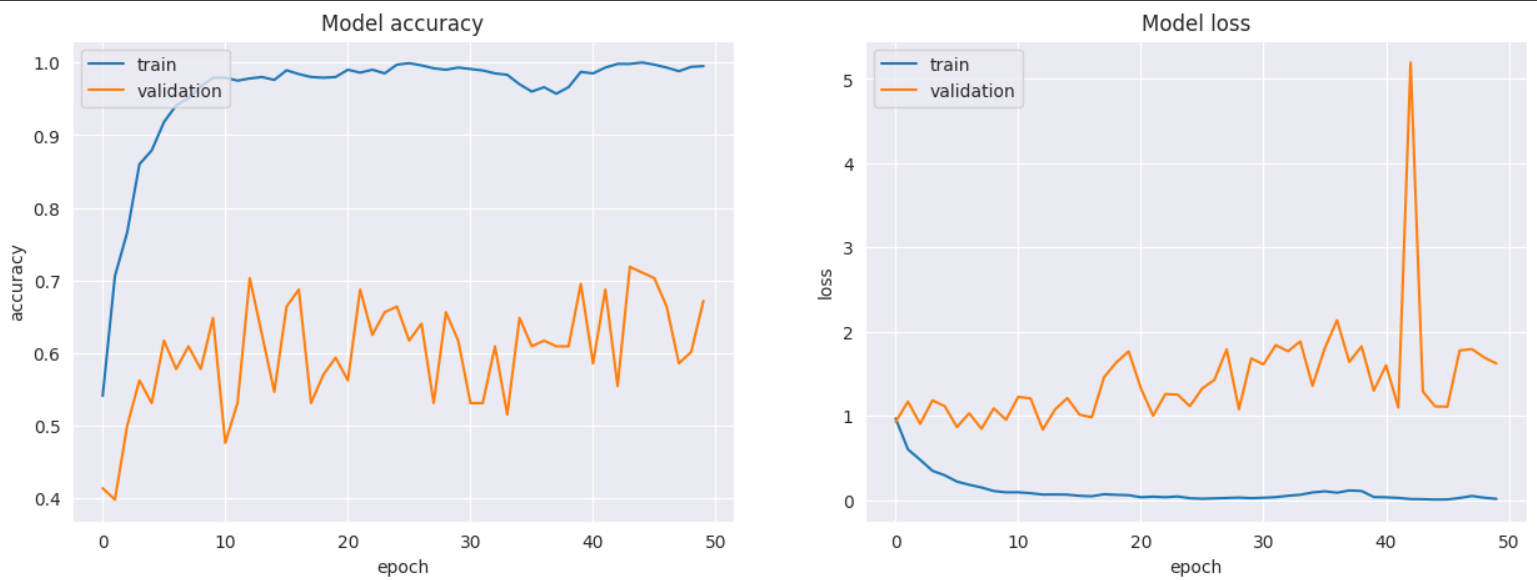 Model accuracy
train
validation
1.0
0.9
0.8
0.7
0.6
0.5
0.4
accuracy
0 10 20 30 40 50
epoch
Model loss
train
validation
5
4
3
2
1
0
loss
0 10 20 30 40 50
epoch